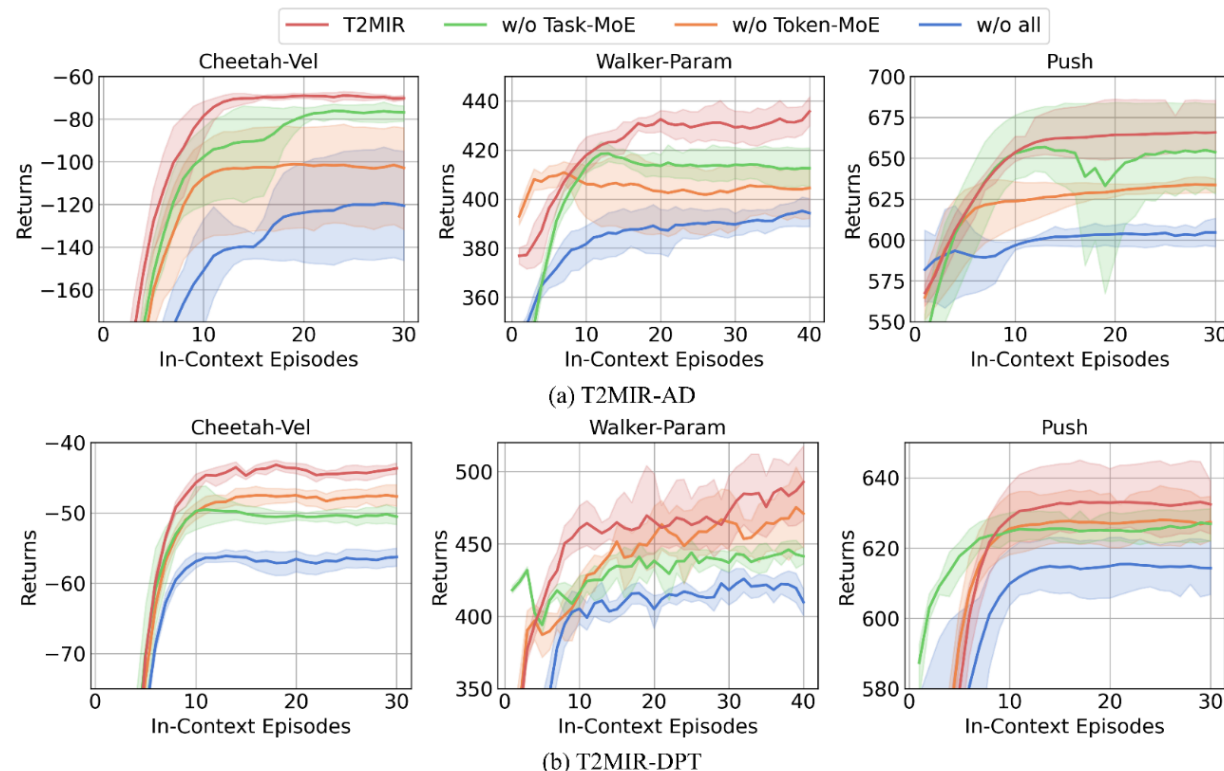 T2MIR w/o Task-MoE w/o Token-MoE w/o all
Cheetah-Vel Walker-Param Push
−60 −80 −100 −120 −140 −160
Returns
0 10 20 30
In-Context Episodes
440 420 400 380 360
Returns
0 10 20 30 40
In-Context Episodes
700 675 650 625 600 575 550
Returns
0 10 20 30
In-Context Episodes
(a) T2MIR-AD
Cheetah-Vel Walker-Param Push
−40 −50 −60 −70
Returns
0 10 20 30
In-Context Episodes
500 450 400 350
Returns
0 10 20 30 40
In-Context Episodes
640 620 600 580
Returns
0 10 20 30
In-Context Episodes
(b) T2MIR-DPT